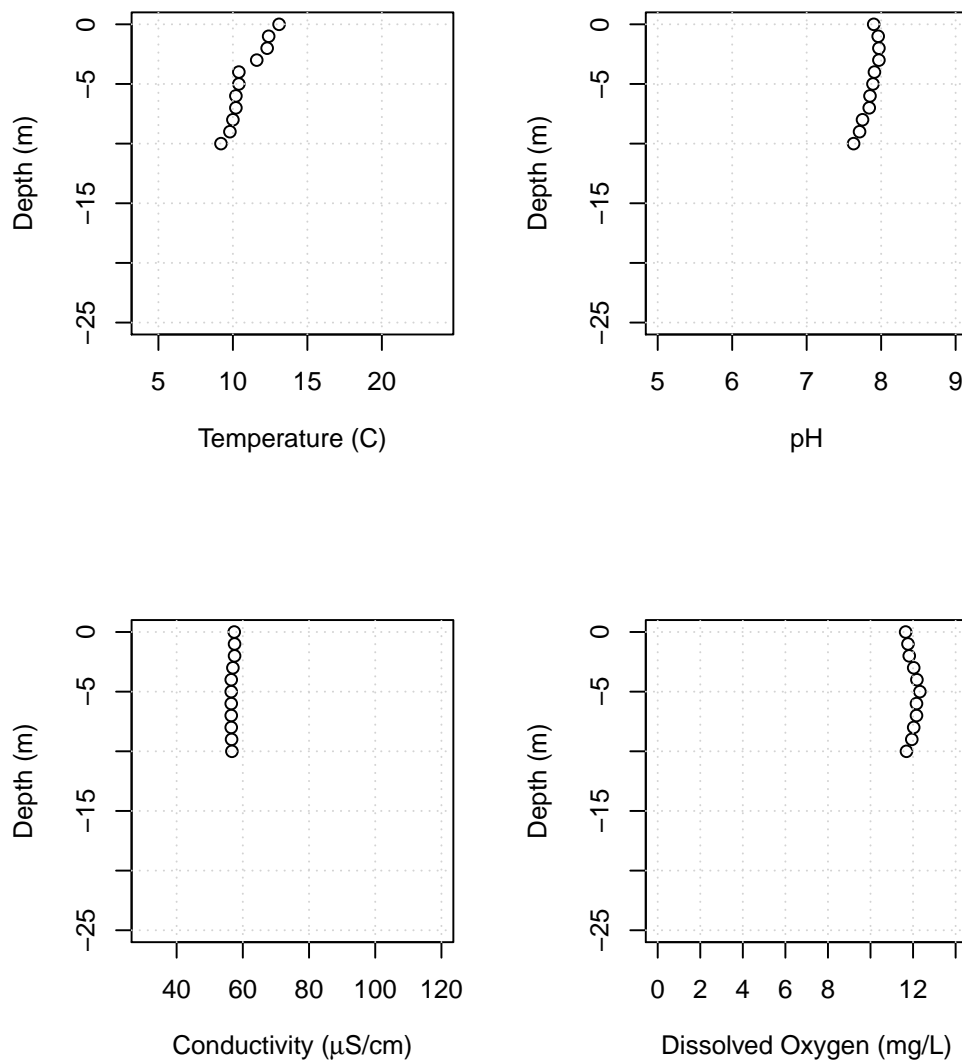 0
−5
−15
−25
Depth (m)
5 10 15 20
Temperature (C)
0
−5
−15
−25
Depth (m)
5 6 7 8 9
pH
0
−5
−15
−25
Depth (m)
40 60 80 100 120
Conductivity (μS/cm)
0
−5
−15
−25
Depth (m)
0 2 4 6 8 12
Dissolved Oxygen (mg/L)